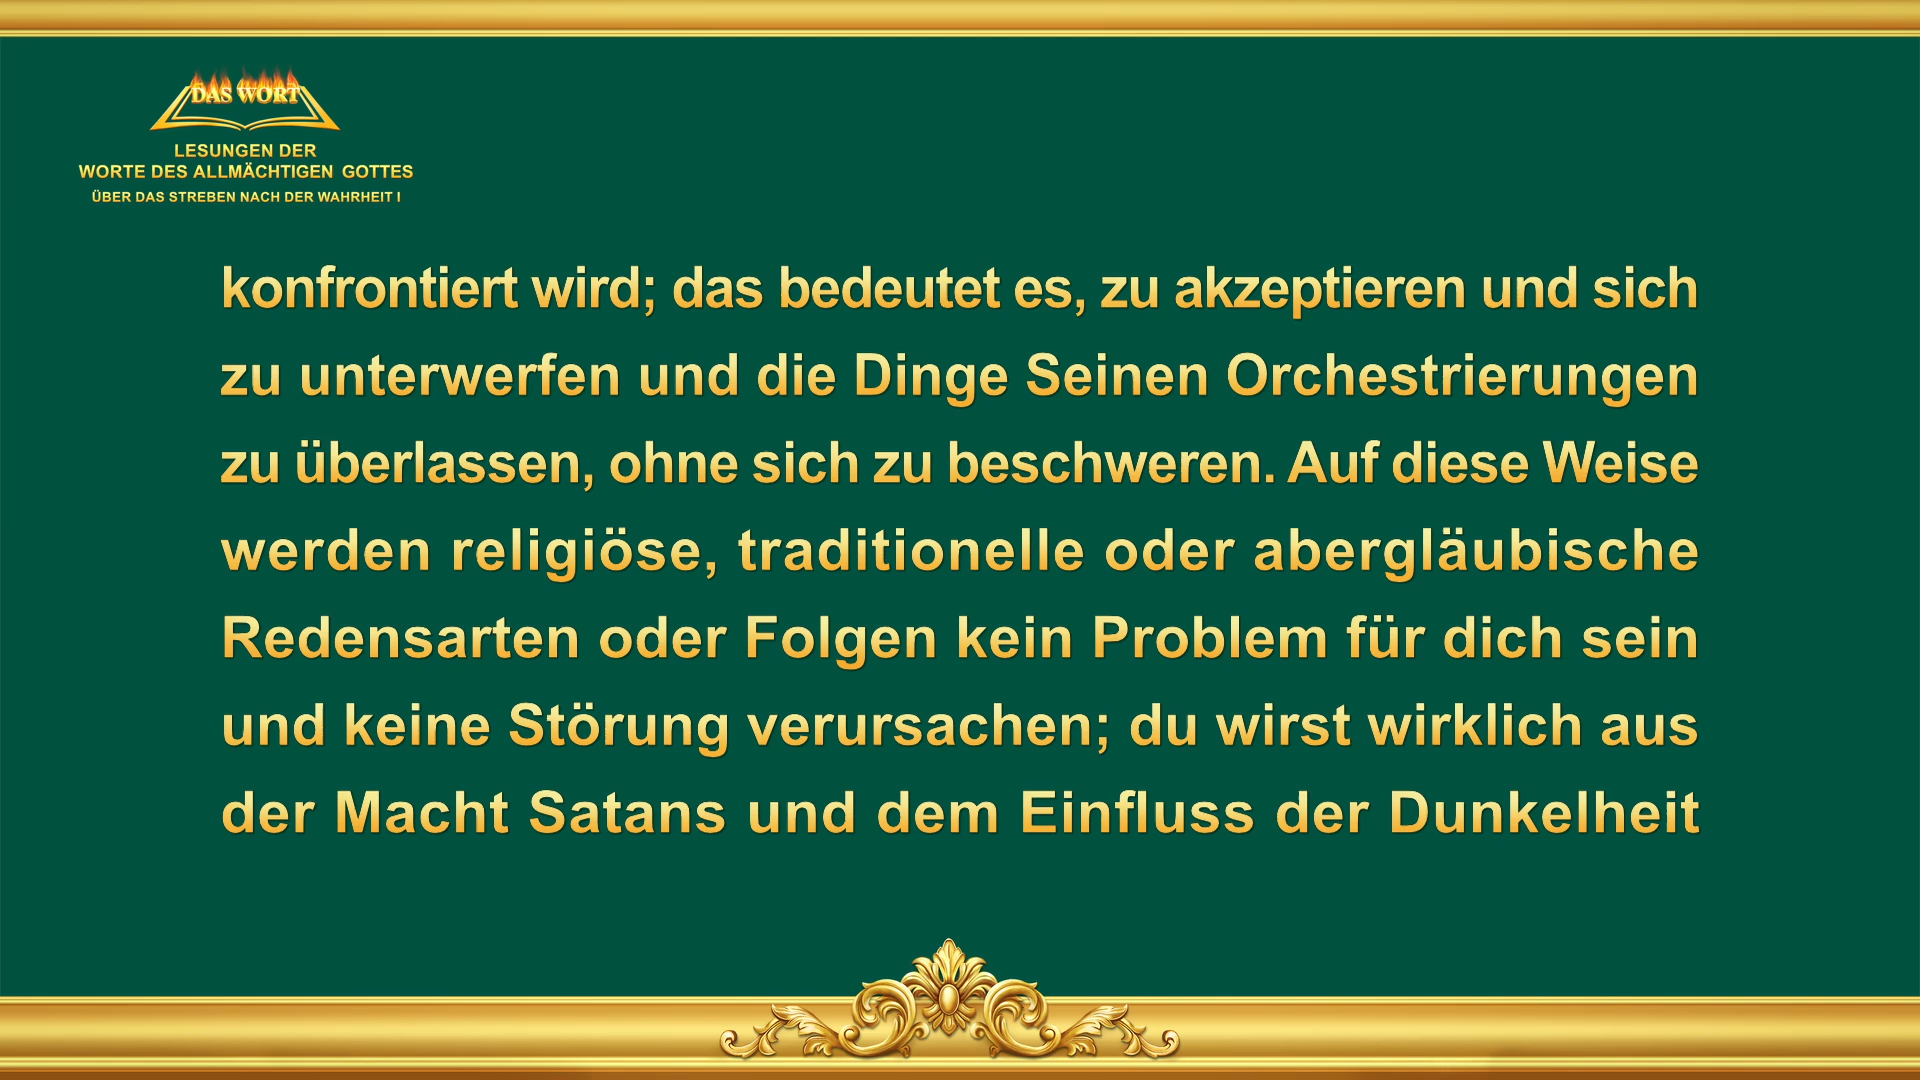 DAS WORT
LESUNGEN DER
WORTE DES ALLMÄCHTIGEN GOTTES
ÜBER DAS STREBEN NACH DER WAHRHEIT I
konfrontiert wird; das bedeutet es, zu akzeptieren und sich
zu unterwerfen und die Dinge Seinen Orchestrierungen
zu überlassen, ohne sich zu beschweren. Auf diese Weise
werden religiöse, traditionelle oder abergläubische
Redensarten oder Folgen kein Problem für dich sein
und keine Störung verursachen; du wirst wirklich aus
der Macht Satans und dem Einfluss der Dunkelheit